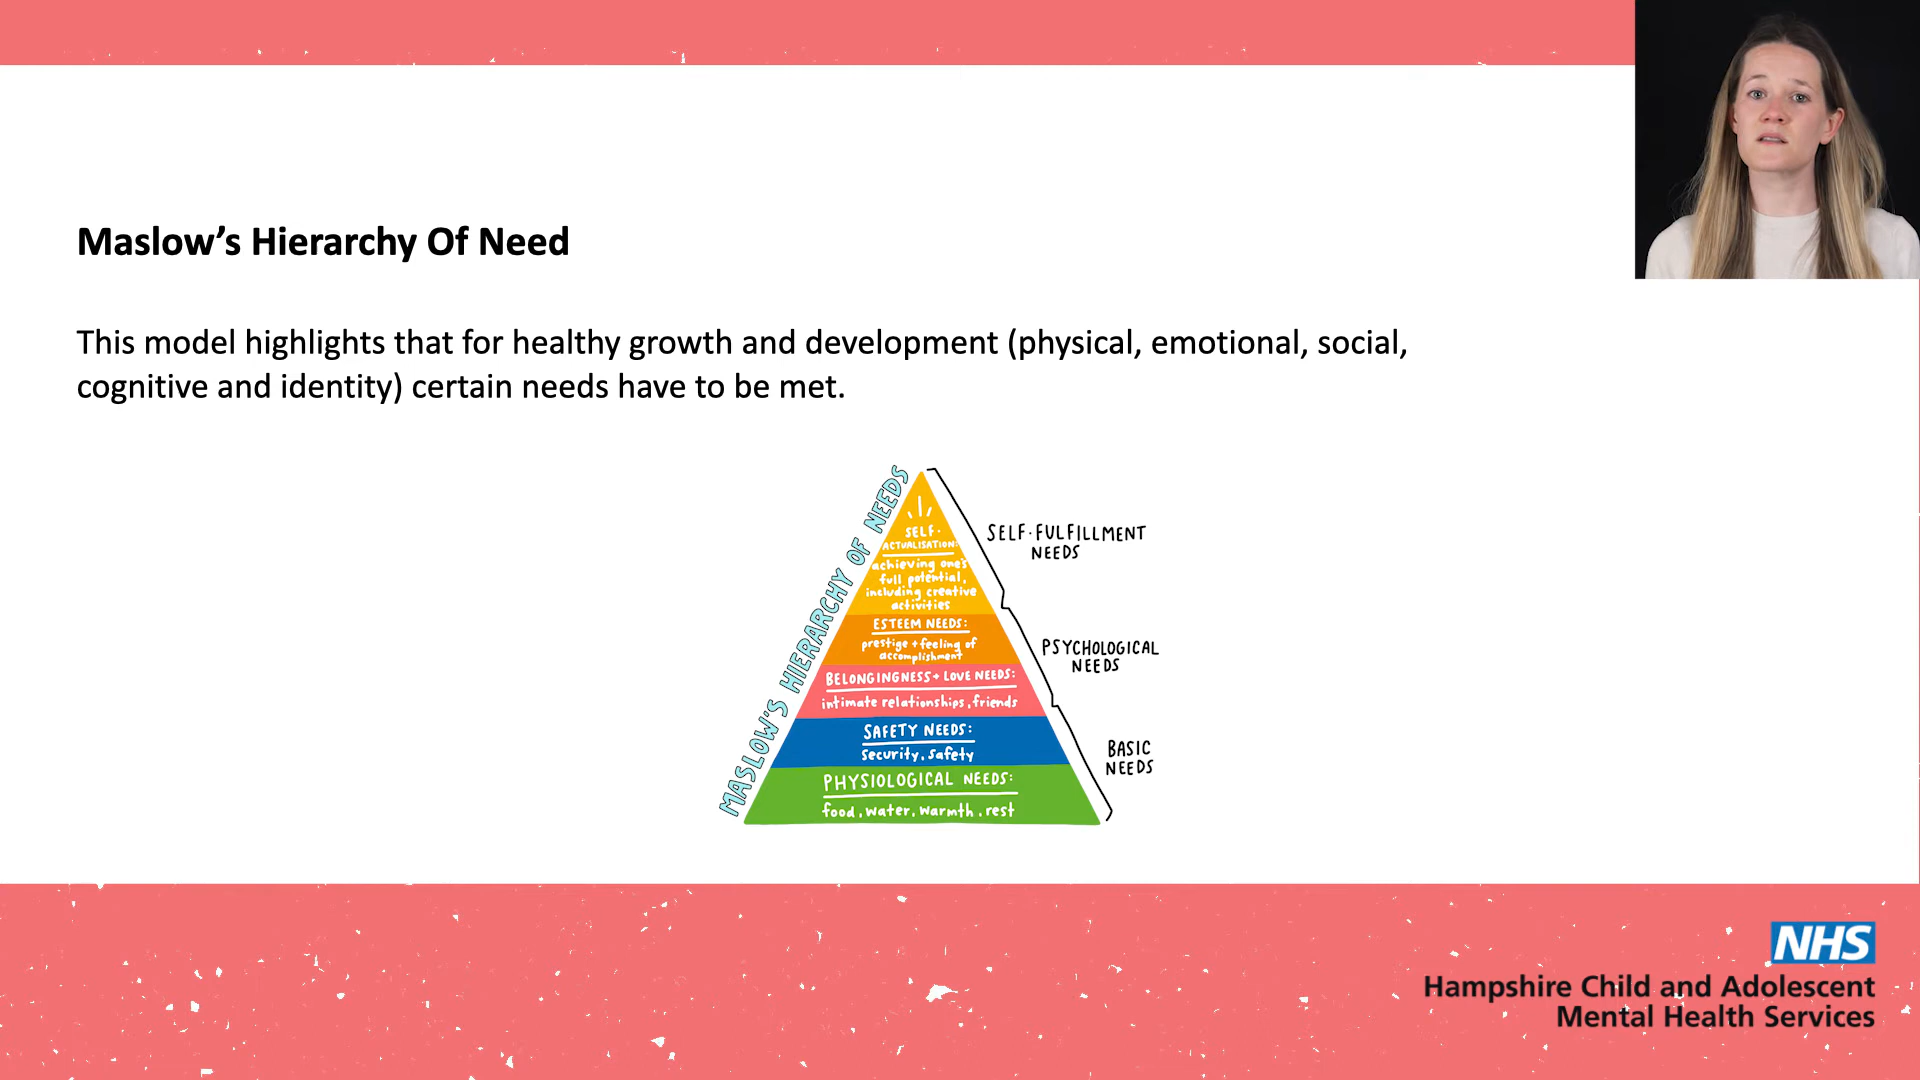 Maslow’s Hierarchy Of Need
This model highlights that for healthy growth and development (physical, emotional, social,
cognitive and identity) certain needs have to be met.
MASLOW'S HIERARCHY OF NEEDS
SELF-
ACTUALISATION:
achieving one's
full potential,
including creative
activities
ESTEEM NEEDS:
prestige + feeling of
accomplishment
BELONGINGNESS + LOVE NEEDS:
intimate relationships, friends
SAFETY NEEDS:
security, safety
PHYSIOLOGICAL NEEDS:
food, water, warmth, rest
SELF-FULFILLMENT
NEEDS
PSYCHOLOGICAL
NEEDS
BASIC
NEEDS
NHS
Hampshire Child and Adolescent
Mental Health Services